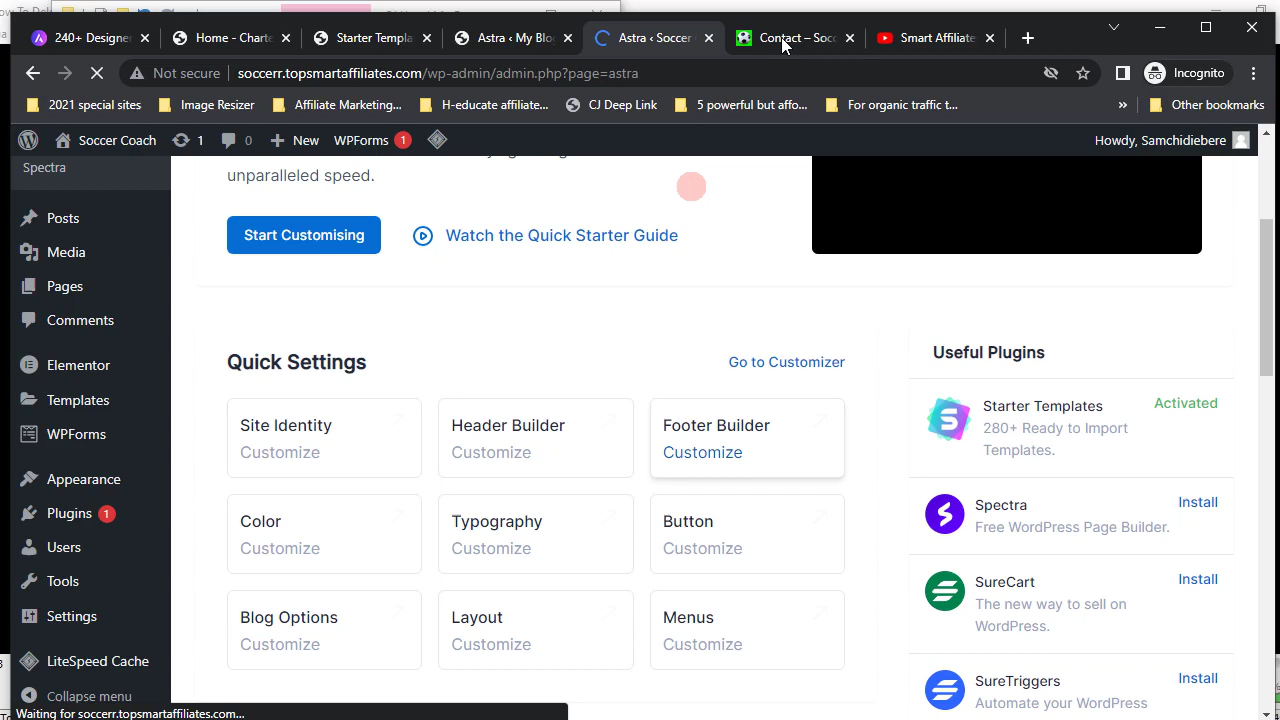 240+ Designer
Home - Charte
Starter Templa
Astra ‹ My Blo
Astra ‹ Soccer
Contact – Socc
Smart Affiliate
Not secure
soccerr.topsmartaffiliates.com/wp-admin/admin.php?page=astra
Incognito
2021 special sites
Image Resizer
Affiliate Marketing...
H-educate affiliate...
CJ Deep Link
5 powerful but affo...
For organic traffic t...
»
Other bookmarks
Soccer Coach
1
0
New
WPForms 1
Howdy, Samchidiebere
Spectra
Posts
Media
Pages
Comments
Elementor
Templates
WPForms
Appearance
Plugins 1
Users
Tools
Settings
LiteSpeed Cache
Collapse menu
unparalleled speed.
Start Customising
Watch the Quick Starter Guide
Quick Settings
Go to Customizer
Site Identity
Customize
Header Builder
Customize
Footer Builder
Customize
Color
Customize
Typography
Customize
Button
Customize
Blog Options
Customize
Layout
Customize
Menus
Customize
Useful Plugins
Starter Templates
Activated
280+ Ready to Import
Templates.
Spectra
Install
Free WordPress Page Builder.
SureCart
Install
The new way to sell on
WordPress.
SureTriggers
Install
Automate your WordPress
Waiting for soccerr.topsmartaffiliates.com...